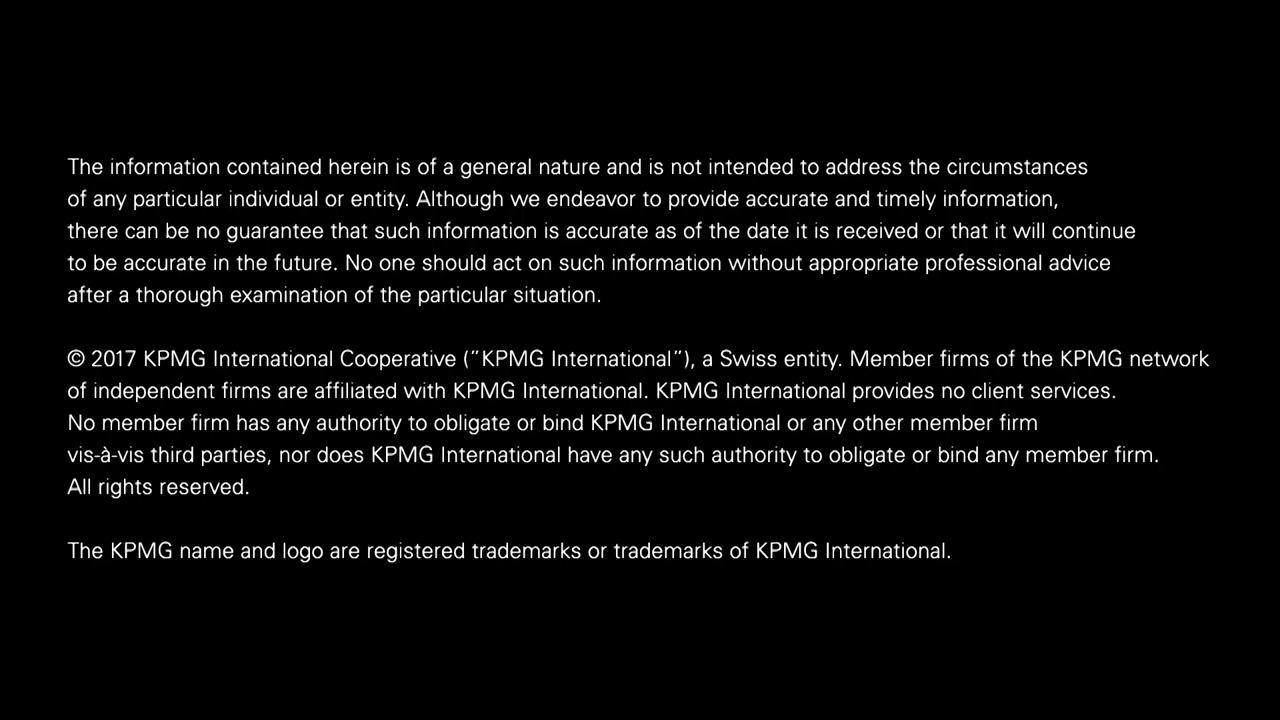 The information contained herein is of a general nature and is not intended to address the circumstances
of any particular individual or entity. Although we endeavor to provide accurate and timely information,
there can be no guarantee that such information is accurate as of the date it is received or that it will continue
to be accurate in the future. No one should act on such information without appropriate professional advice
after a thorough examination of the particular situation.
© 2017 KPMG International Cooperative ("KPMG International"), a Swiss entity. Member firms of the KPMG network
of independent firms are affiliated with KPMG International. KPMG International provides no client services.
No member firm has any authority to obligate or bind KPMG International or any other member firm
vis-à-vis third parties, nor does KPMG International have any such authority to obligate or bind any member firm.
All rights reserved.
The KPMG name and logo are registered trademarks or trademarks of KPMG International.